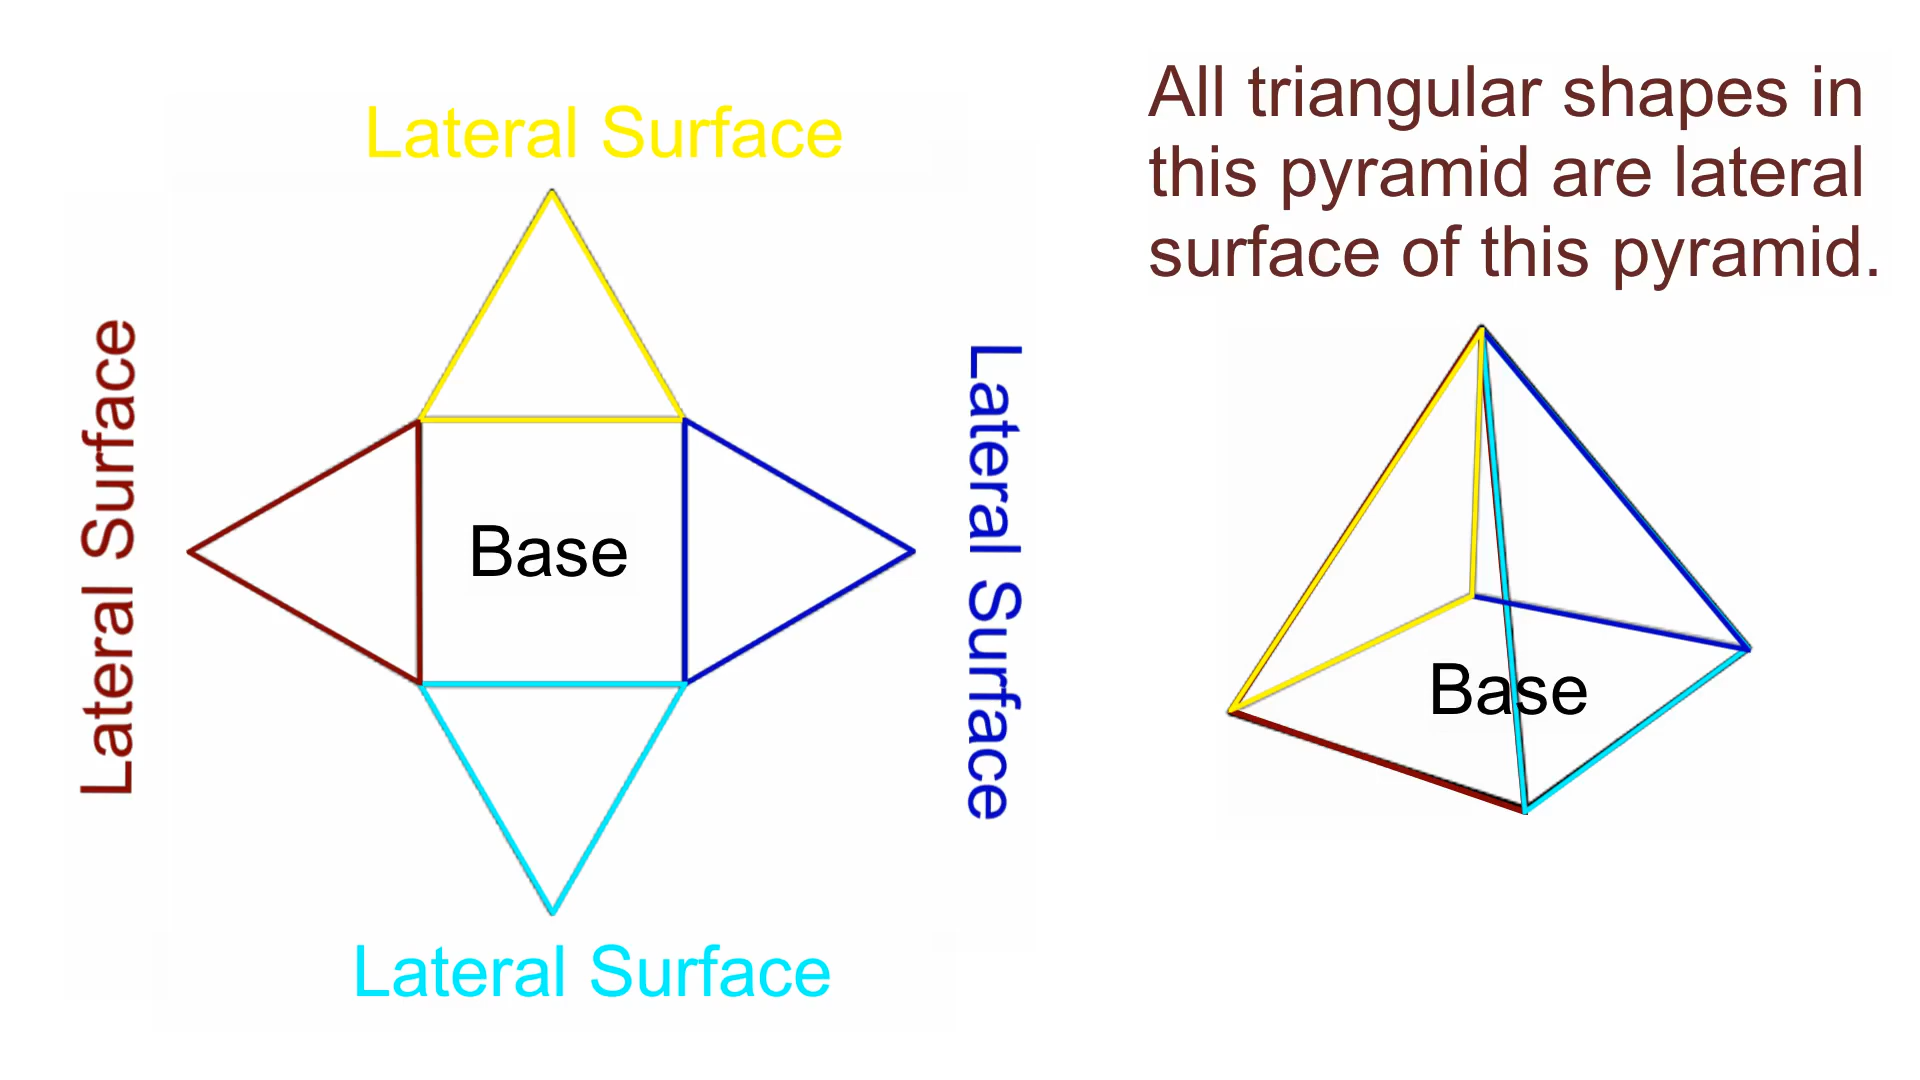 Lateral Surface
Lateral Surface
Base
Lateral Surface
Lateral Surface
All triangular shapes in
this pyramid are lateral
surface of this pyramid.
Base